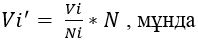 Vi′ = Vi/Ni * N , мұнда